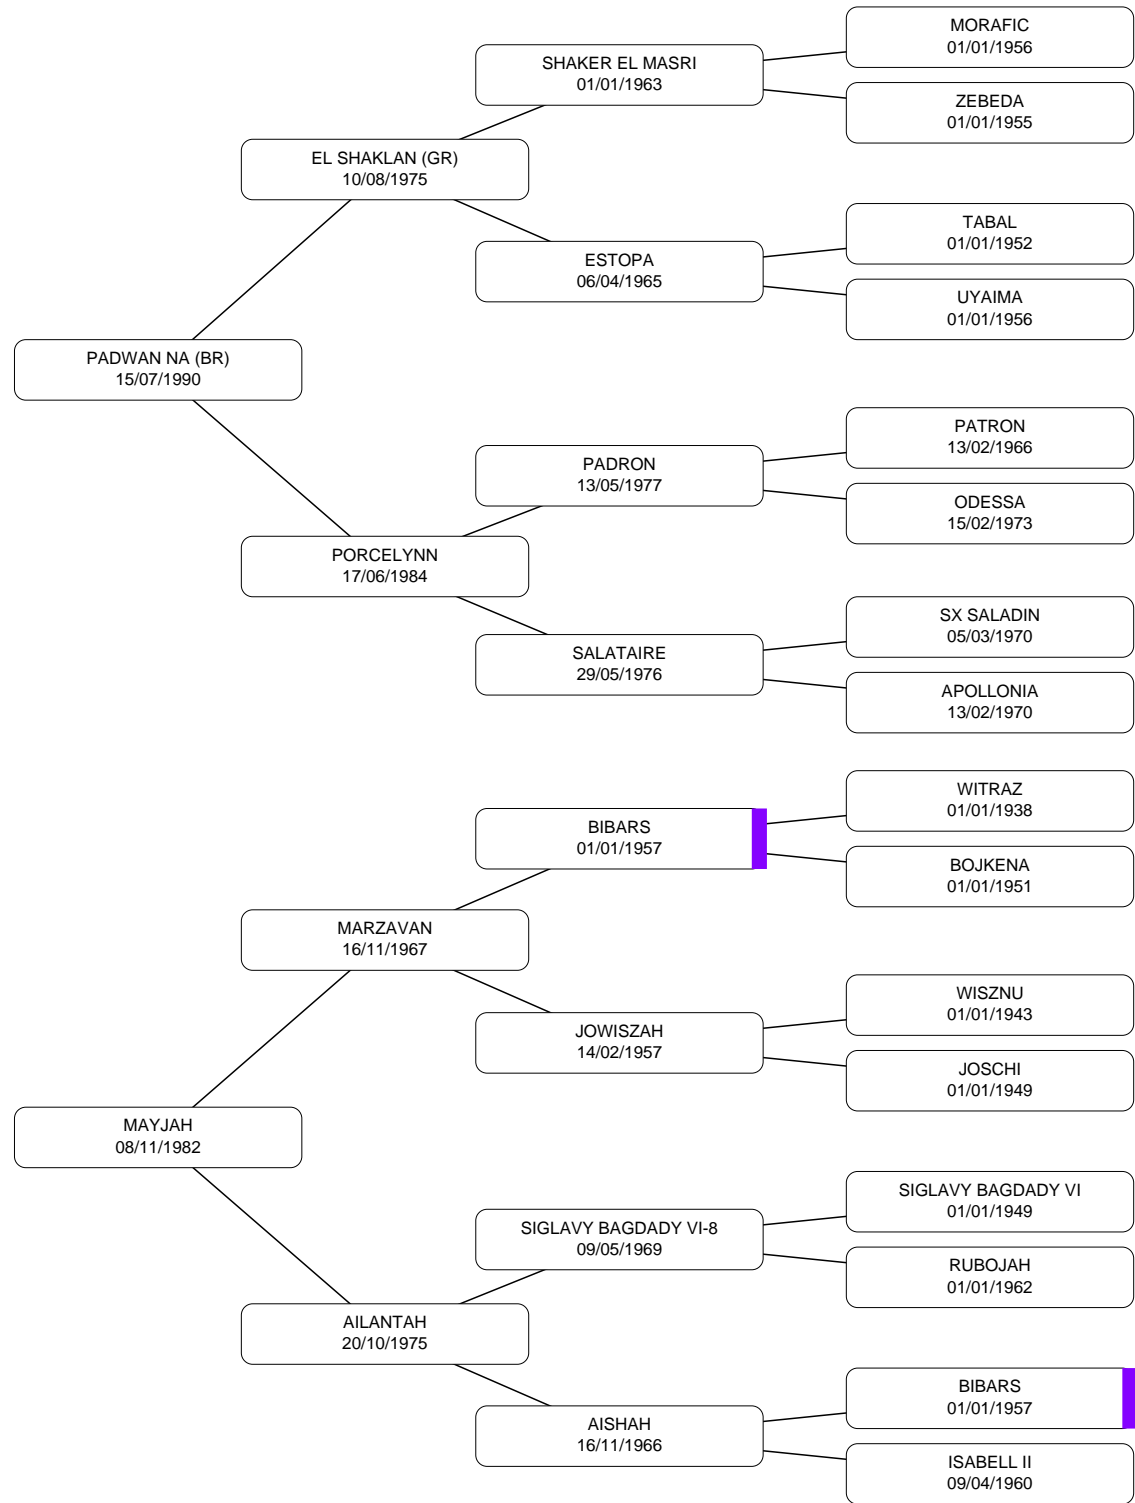 MORAFIC
01/01/1956
SHAKER EL MASRI
01/01/1963
ZEBEDA
01/01/1955
EL SHAKLAN (GR)
10/08/1975
TABAL
01/01/1952
ESTOPA
06/04/1965
UYAIMA
01/01/1956
PADWAN NA (BR)
15/07/1990
PATRON
13/02/1966
PADRON
13/05/1977
ODESSA
15/02/1973
PORCELYNN
17/06/1984
SX SALADIN
05/03/1970
SALATAIRE
29/05/1976
APOLLONIA
13/02/1970
WITRAZ
01/01/1938
BIBARS
01/01/1957
BOJKENA
01/01/1951
MARZAVAN
16/11/1967
WISZNU
01/01/1943
JOWISZAH
14/02/1957
JOSCHI
01/01/1949
MAYJAH
08/11/1982
SIGLAVY BAGDADY VI
01/01/1949
SIGLAVY BAGDADY VI-8
09/05/1969
RUBOJAH
01/01/1962
AILANTAH
20/10/1975
BIBARS
01/01/1957
AISHAH
16/11/1966
ISABELL II
09/04/1960